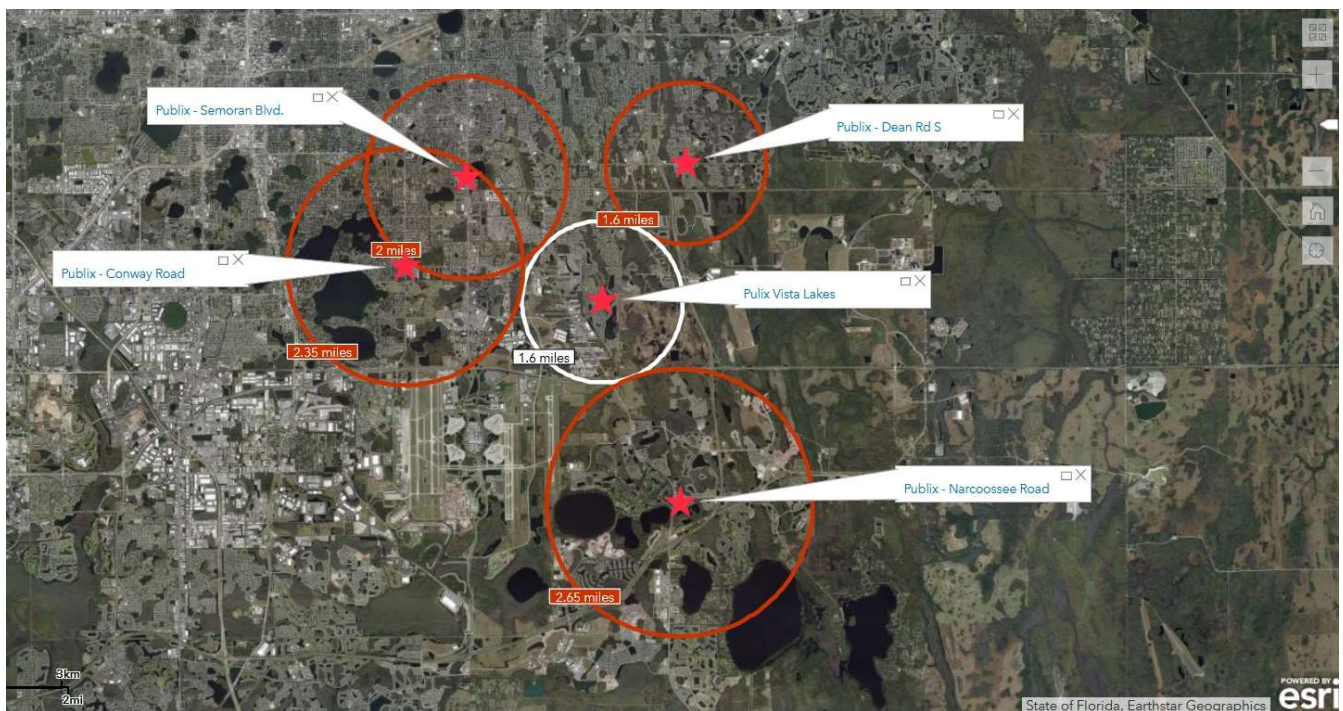 Publix - Semoran Blvd.
Publix - Dean Rd S
1.6 miles
2 miles
Publix - Conway Road
Pulix Vista Lakes
2.35 miles
1.6 miles
Publix - Narcoossee Road
2.65 miles
3km
2mi
State of Florida, Earthstar Geographics
POWERED BY
esri